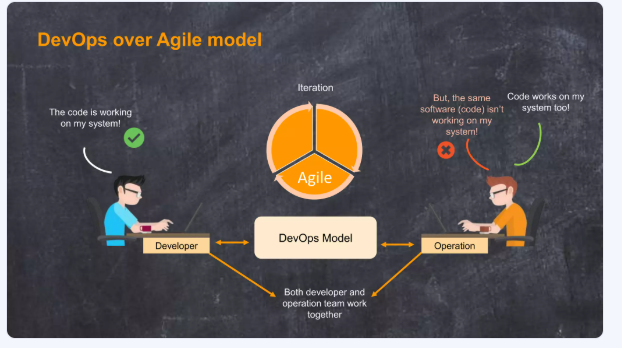 DevOps over Agile model
Iteration
The code is working
on my system!
But, the same
software (code) isn't
working on my
system!
Code works on my
system too!
Agile
DevOps Model
Developer
Operation
Both developer and
operation team work
together